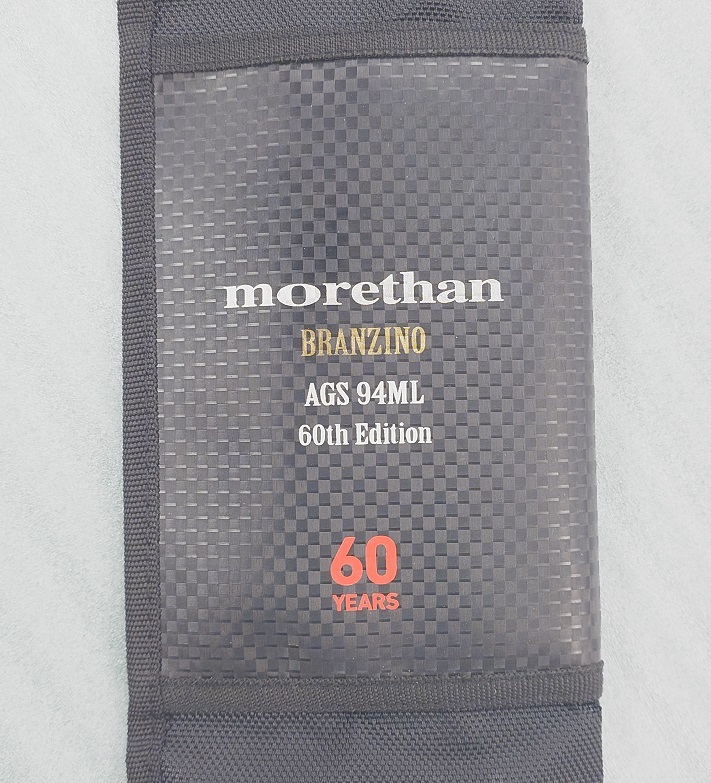 morethan
BRANZINO
AGS 94ML
60th Edition
60
YEARS